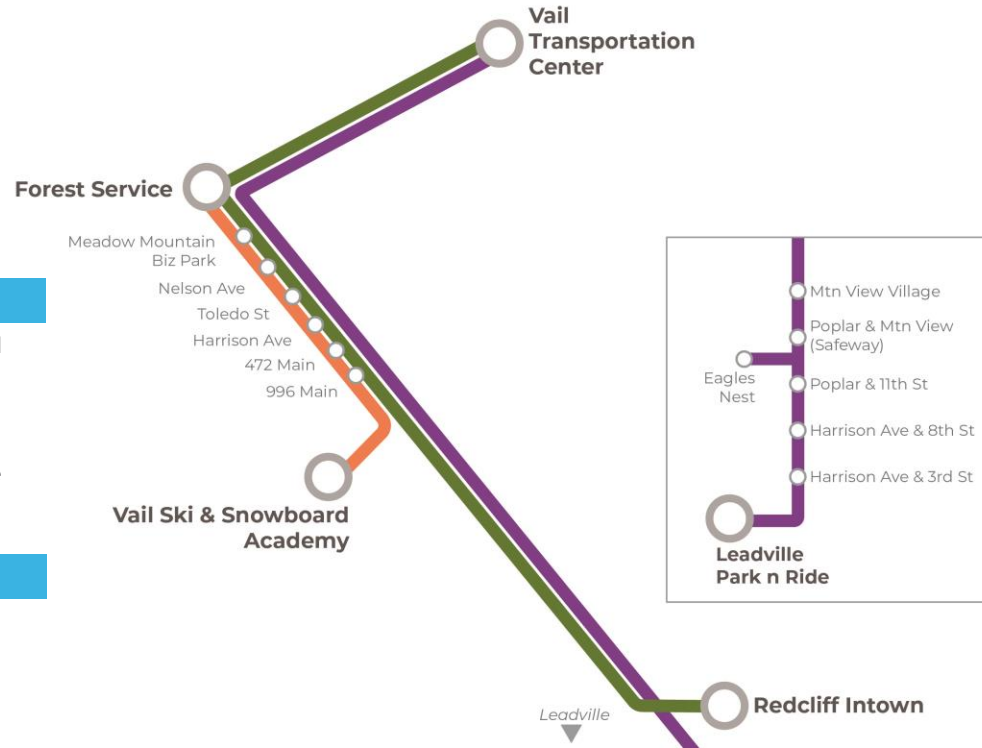 Vail
Transportation
Center
Forest Service
Meadow Mountain
Biz Park
Nelson Ave
Toledo St
Harrison Ave
472 Main
996 Main
Vail Ski & Snowboard
Academy
Mtn View Village
Poplar & Mtn View
(Safeway)
Eagles
Nest
Poplar & 11th St
Harrison Ave & 8th St
Harrison Ave & 3rd St
Leadville
Park n Ride
Redcliff Intown
Leadville